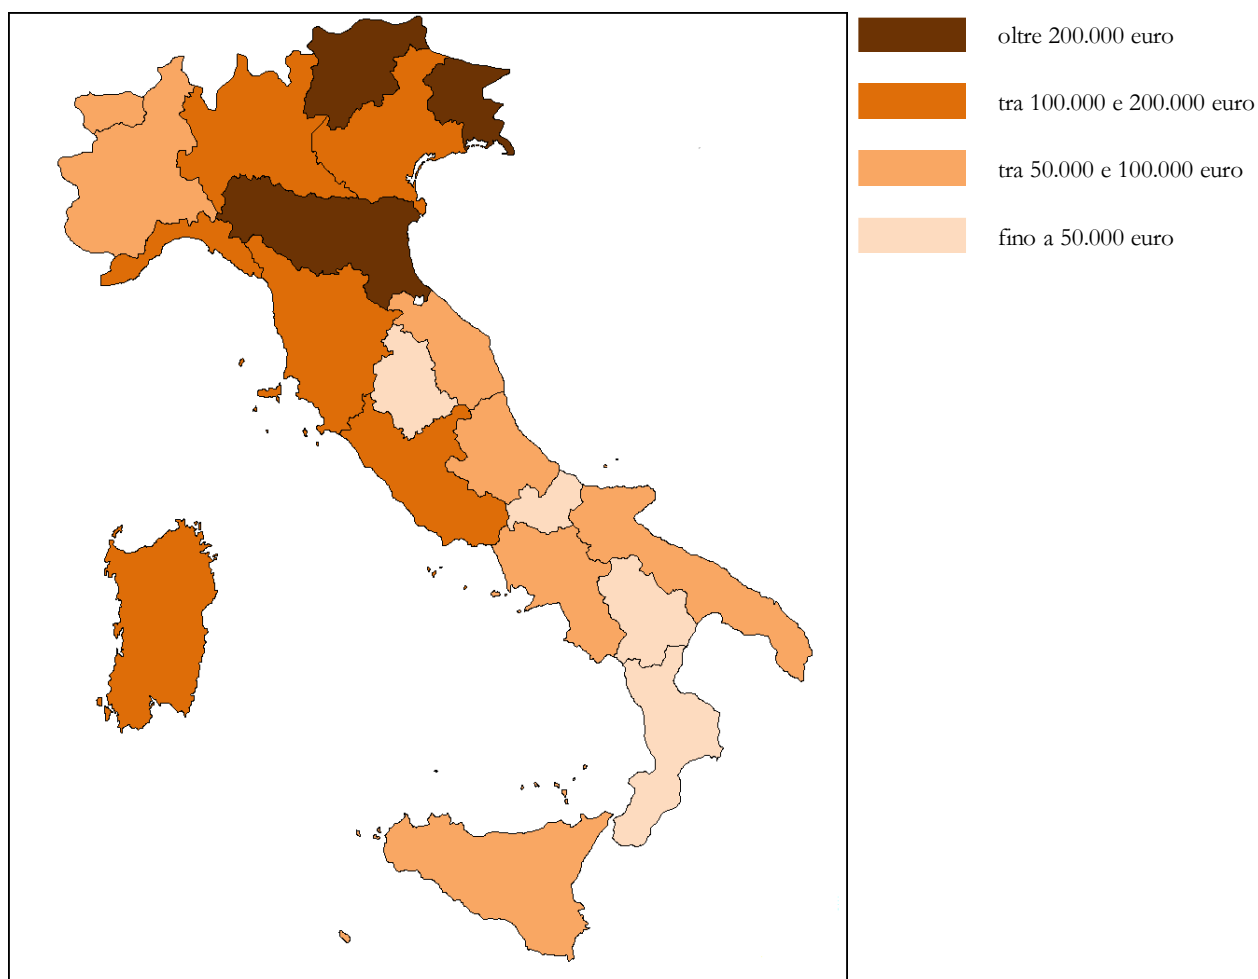 oltre 200.000 euro
tra 100.000 e 200.000 euro
tra 50.000 e 100.000 euro
fino a 50.000 euro